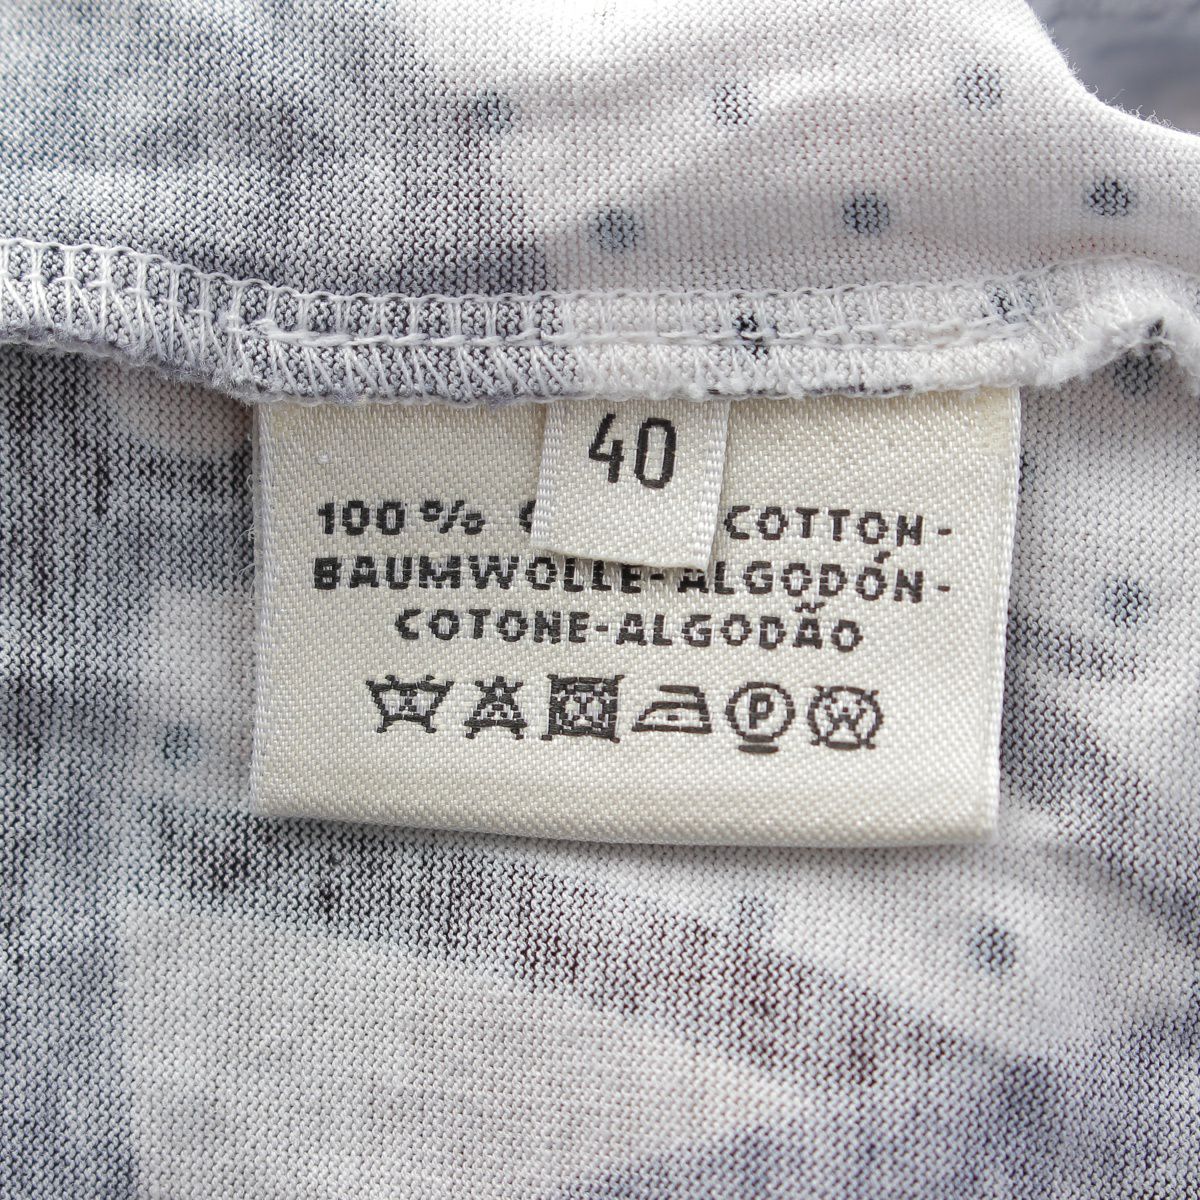 40
100% COTTON-
BAUMWOLLE-ALGODÓN-
COTONE-ALGODÃO
P W